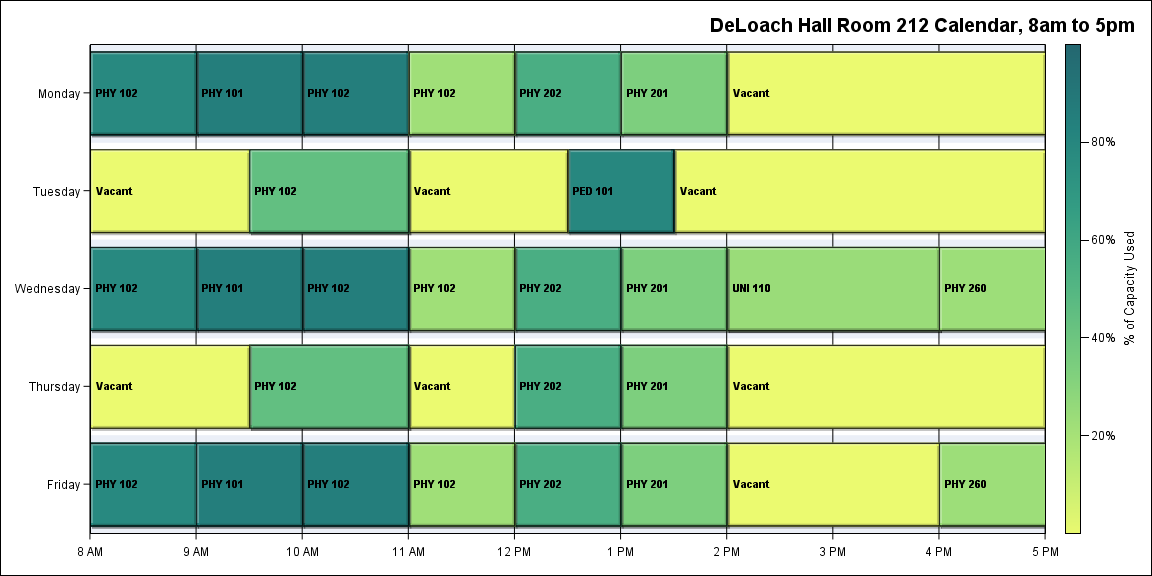 DeLoach Hall Room 212 Calendar, 8am to 5pm
Monday
PHY 102
PHY 101
PHY 102
PHY 102
PHY 202
PHY 201
Vacant
Tuesday
Vacant
PHY 102
Vacant
PED 101
Vacant
Wednesday
PHY 102
PHY 101
PHY 102
PHY 102
PHY 202
PHY 201
UNI 110
PHY 260
Thursday
Vacant
PHY 102
Vacant
PHY 202
PHY 201
Vacant
Friday
PHY 102
PHY 101
PHY 102
PHY 102
PHY 202
PHY 201
Vacant
PHY 260
8 AM
9 AM
10 AM
11 AM
12 PM
1 PM
2 PM
3 PM
4 PM
5 PM
80%
60%
40%
20%
% of Capacity Used